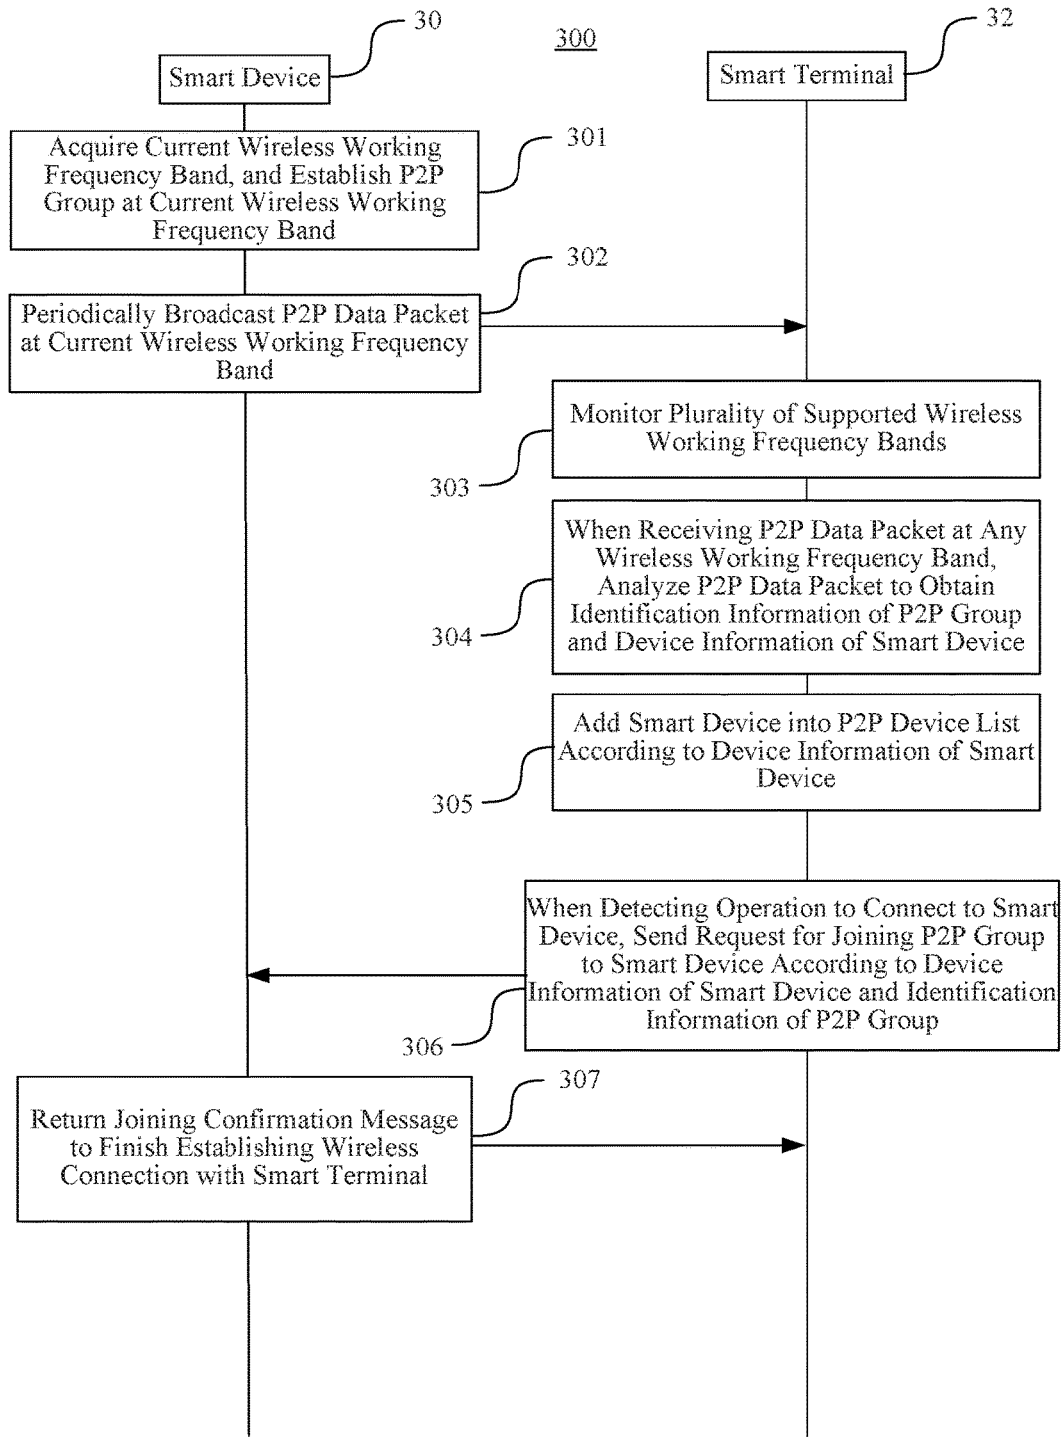 30
300
32
Smart Device
Smart Terminal
301
Acquire Current Wireless Working
Frequency Band, and Establish P2P
Group at Current Wireless Working
Frequency Band
302
Periodically Broadcast P2P Data Packet
at Current Wireless Working Frequency
Band
Monitor Plurality of Supported Wireless
Working Frequency Bands
303
When Receiving P2P Data Packet at Any
Wireless Working Frequency Band,
Analyze P2P Data Packet to Obtain
Identification Information of P2P Group
and Device Information of Smart Device
304
Add Smart Device into P2P Device List
According to Device Information of Smart
Device
305
When Detecting Operation to Connect to Smart
Device, Send Request for Joining P2P Group
to Smart Device According to Device
Information of Smart Device and Identification
Information of P2P Group
306
307
Return Joining Confirmation Message
to Finish Establishing Wireless
Connection with Smart Terminal